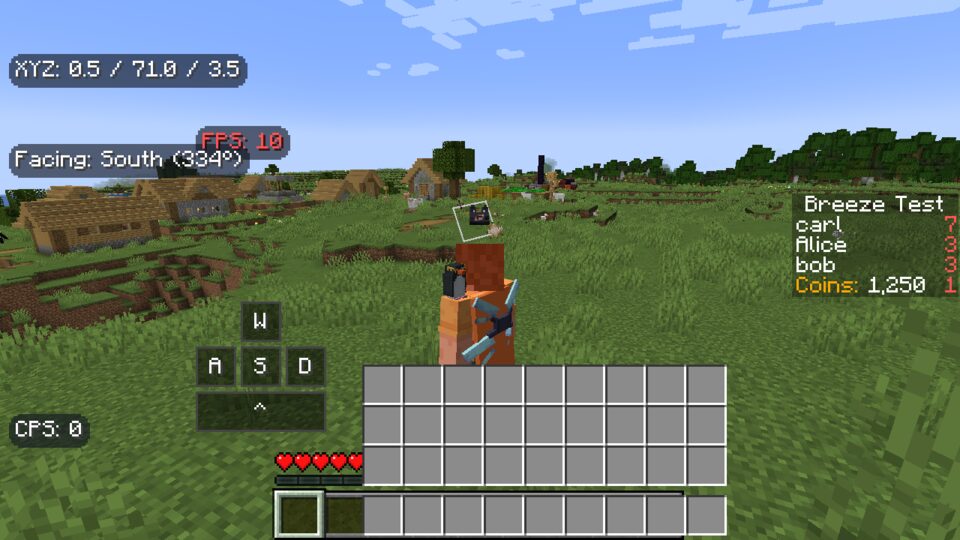 XYZ: 0.5 / 71.0 / 3.5
FPS: 10
Facing: South (334°)
Breeze Test
carl 7
Alice 3
bob 3
Coins: 1,250 1
W
A S D
^
CPS: 0